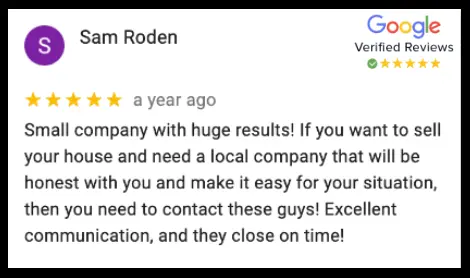 S
Sam Roden
Google
Verified Reviews
a year ago
Small company with huge results! If you want to sell
your house and need a local company that will be
honest with you and make it easy for your situation,
then you need to contact these guys! Excellent
communication, and they close on time!